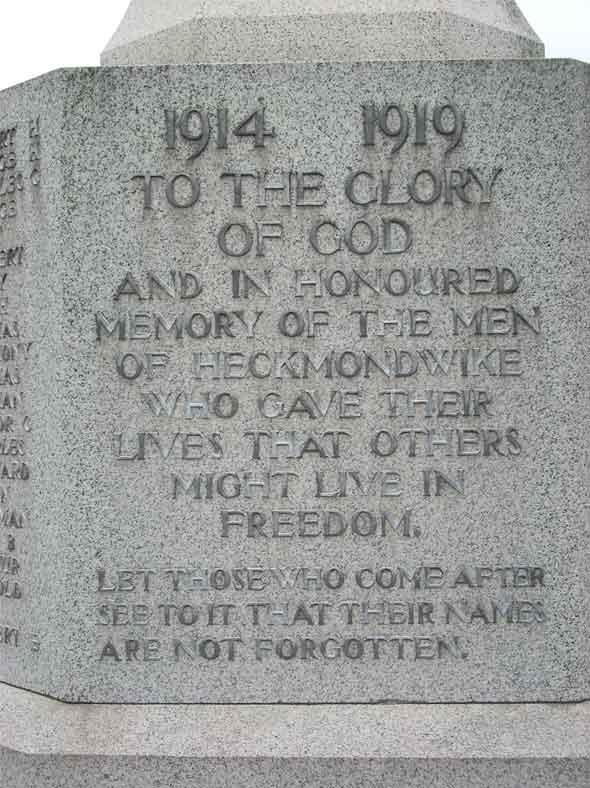 1914 1919
TO THE GLORY
OF GOD
AND IN HONOURED
MEMORY OF THE MEN
OF HECKMONDWIKE
WHO GAVE THEIR
LIVES THAT OTHERS
MIGHT LIVE IN
FREEDOM.
LET THOSE WHO COME AFTER
SEE TO IT THAT THEIR NAMES
ARE NOT FORGOTTEN.